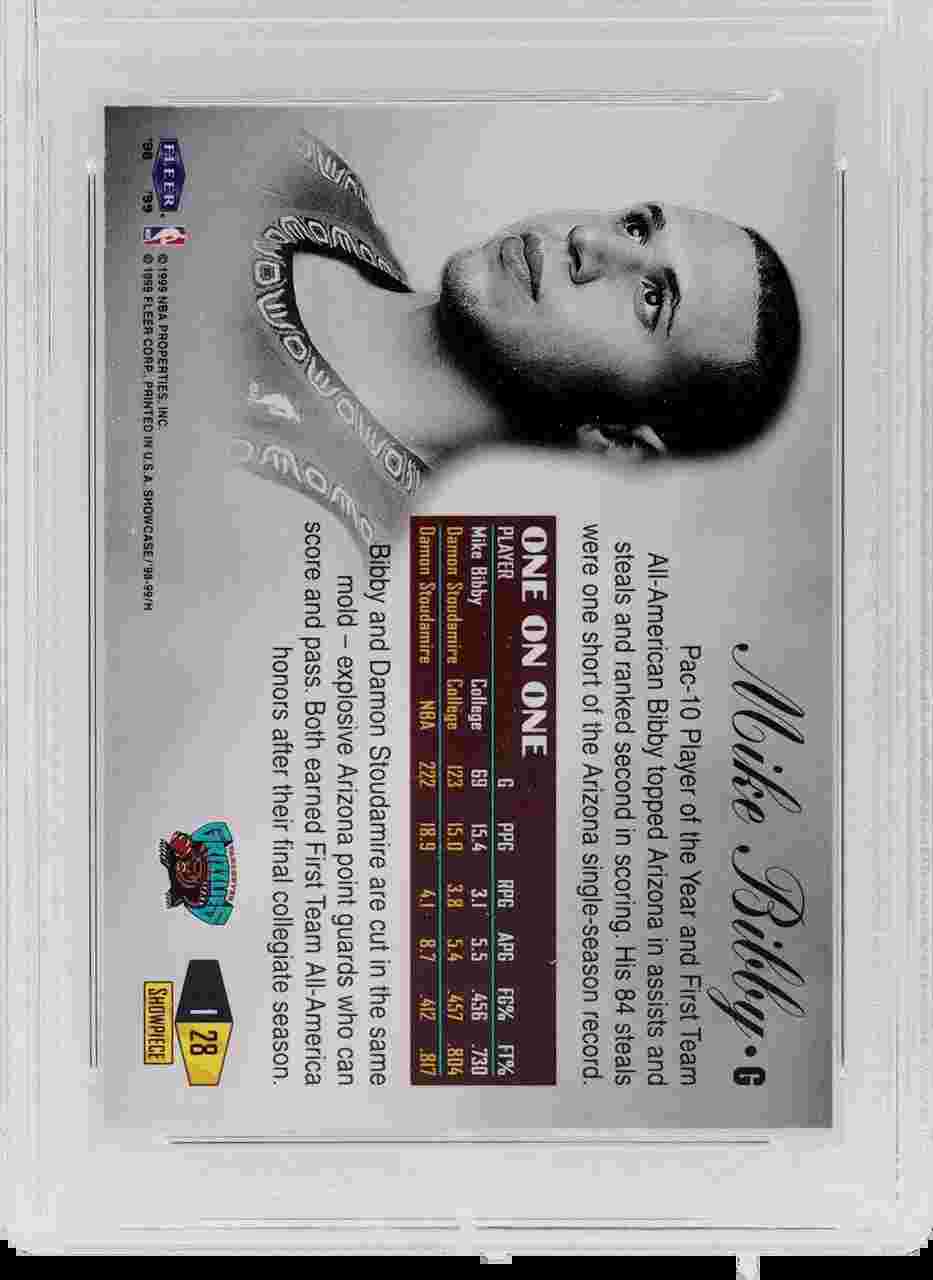 Mike Bibby • G
Pac-10 Player of the Year and First Team
All-American Bibby topped Arizona in assists and
steals and ranked second in scoring. His 84 steals
were one short of the Arizona single-season record.
ONE ON ONE
PLAYER G PPG RPG APG FG% FT%
Mike Bibby College 69 15.4 3.1 5.5 .456 .730
Damon Stoudamire College 123 15.0 3.8 5.4 .457 .804
Damon Stoudamire NBA 222 18.9 4.1 8.7 .412 .817
Bibby and Damon Stoudamire are cut in the same
mold – explosive Arizona point guards who can
score and pass. Both earned First Team All-America
honors after their final collegiate season.
GRIZZLIES
1 28
SHOWPIECE
FLEER
'98 '99
NBA
© 1999 NBA PROPERTIES, INC.
© 1999 FLEER CORP., PRINTED IN U.S.A. SHOWCASE/'98-99/H